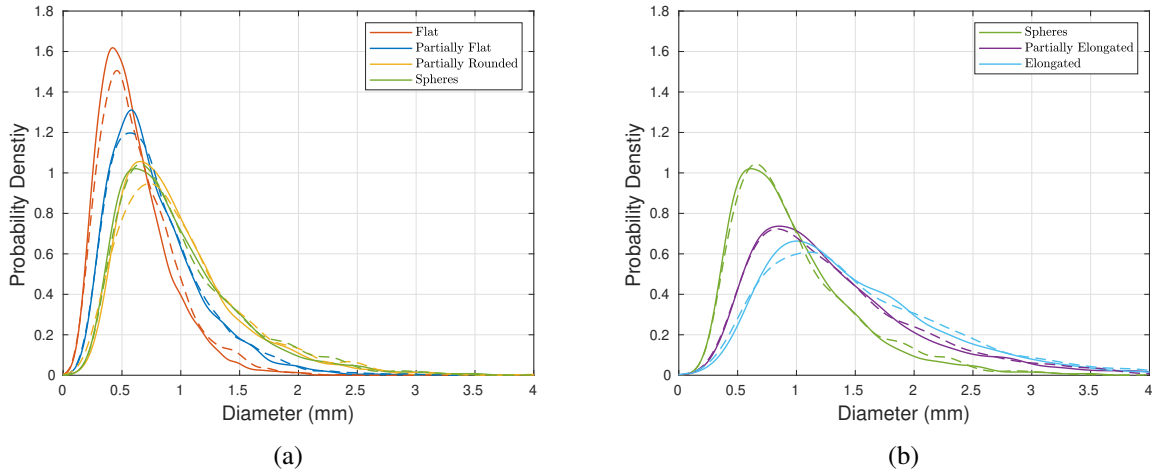 1.8
1.6
1.4
1.2
1
0.8
0.6
0.4
0.2
0
0 0.5 1 1.5 2 2.5 3 3.5 4
Probability Denstiy
Diameter (mm)
Flat
Partially Flat
Partially Rounded
Spheres
(a)
1.8
1.6
1.4
1.2
1
0.8
0.6
0.4
0.2
0
0 0.5 1 1.5 2 2.5 3 3.5 4
Probability Denstiy
Diameter (mm)
Spheres
Partially Elongated
Elongated
(b)